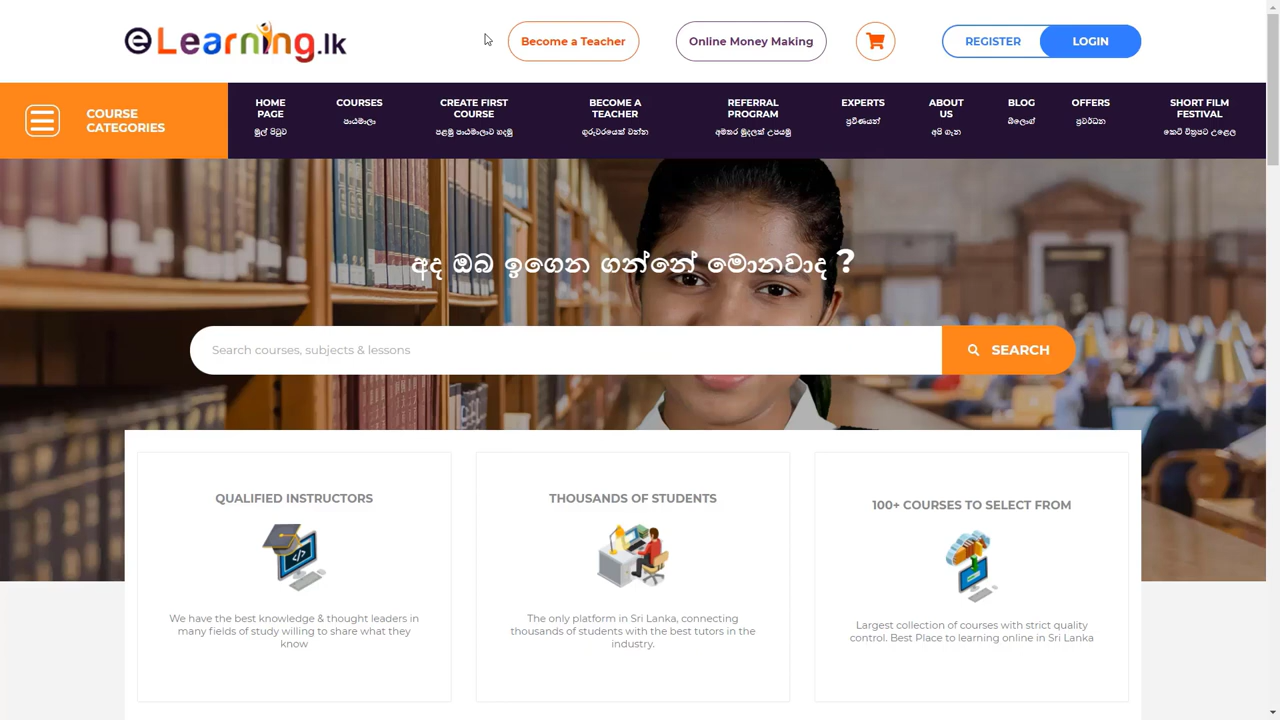 eLearning.lk
Become a Teacher
Online Money Making
REGISTER
LOGIN
COURSE
CATEGORIES
HOME
PAGE
මුල් පිටුව
COURSES
පාඨමාලා
CREATE FIRST
COURSE
පළමු පාඨමාලාව හදමු
BECOME A
TEACHER
ගුරුවරයෙක් වන්න
REFERRAL
PROGRAM
අමතර මුදලක් උපයමු
EXPERTS
ප්‍රවීණයන්
ABOUT
US
අපි ගැන
BLOG
බ්ලොග්
OFFERS
ප්‍රවර්ධන
SHORT FILM
FESTIVAL
කෙටි චිත්‍රපට උළෙල
අද ඔබ ඉගෙන ගන්නේ මොනවාද ?
Search courses, subjects & lessons
SEARCH
QUALIFIED INSTRUCTORS
We have the best knowledge & thought leaders in
many fields of study willing to share what they
know
THOUSANDS OF STUDENTS
The only platform in Sri Lanka, connecting
thousands of students with the best tutors in the
industry.
100+ COURSES TO SELECT FROM
Largest collection of courses with strict quality
control. Best Place to learning online in Sri Lanka